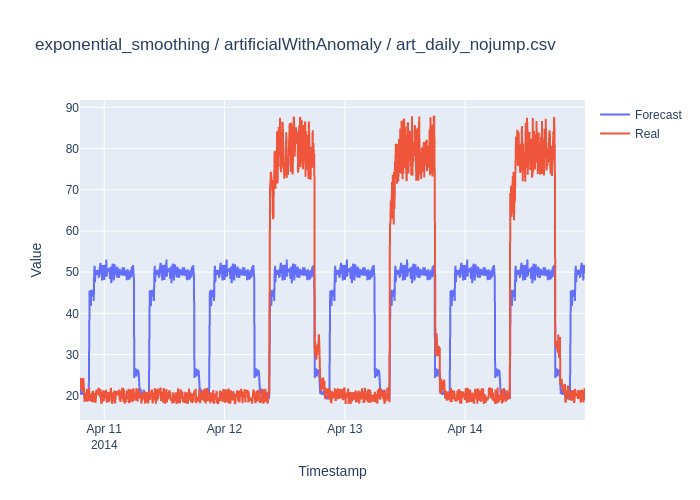 exponential_smoothing / artificialWithAnomaly / art_daily_nojump.csv
90
80
70
60
50
40
30
20
Value
Apr 11
2014
Apr 12
Apr 13
Apr 14
Timestamp
Forecast
Real